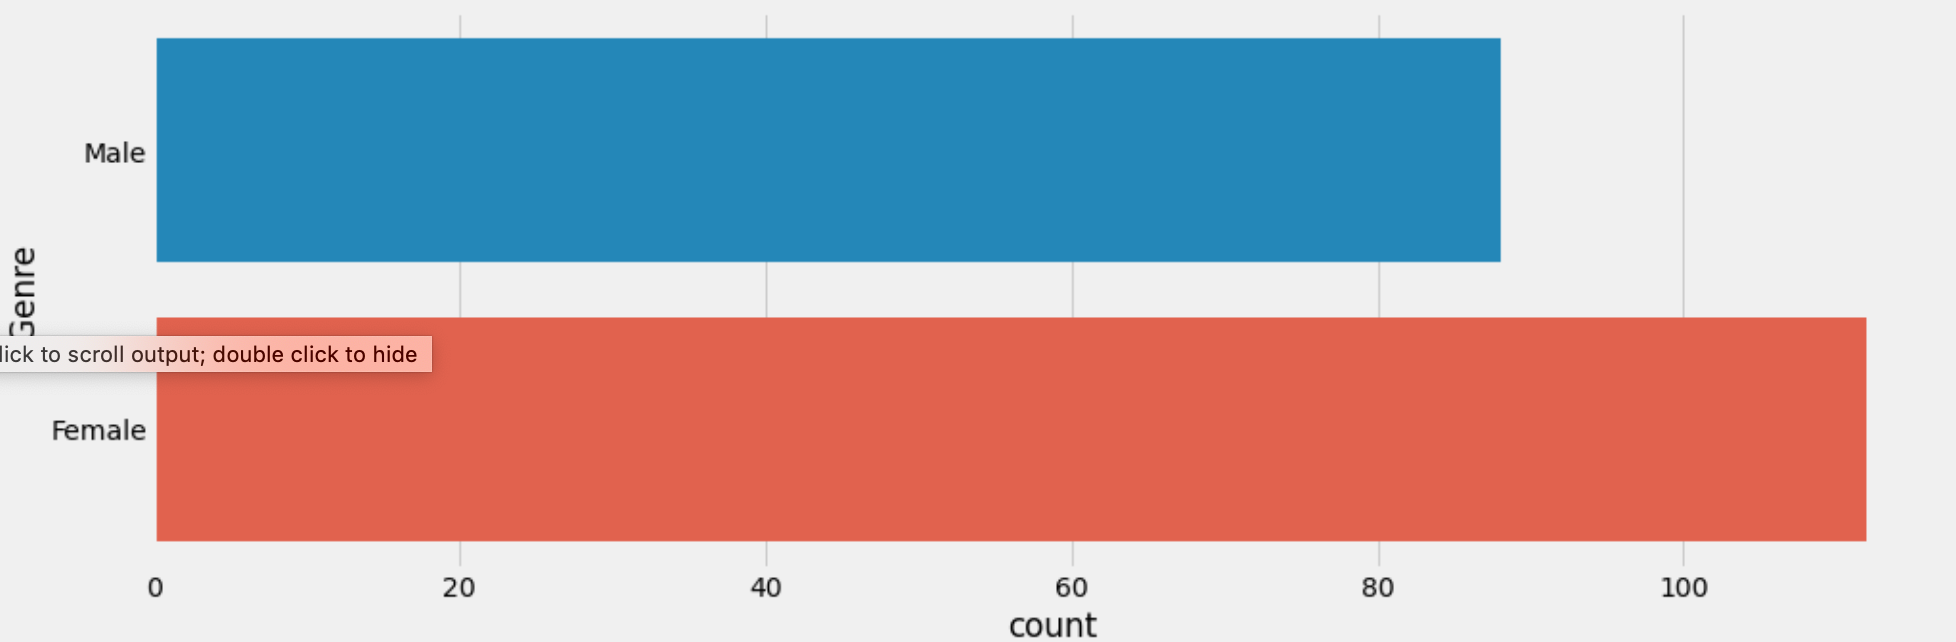 Male
Genre
lick to scroll output; double click to hide
Female
0 20 40 60 80 100
count